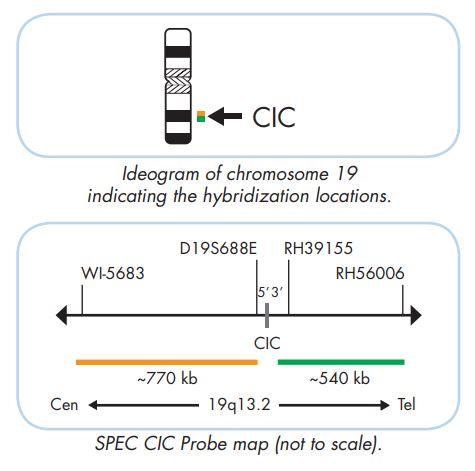 CIC
Ideogram of chromosome 19
indicating the hybridization locations.
D19S688E RH39155
WI-5683 RH56006
5' 3'
CIC
~770 kb ~540 kb
Cen 19q13.2 Tel
SPEC CIC Probe map (not to scale).